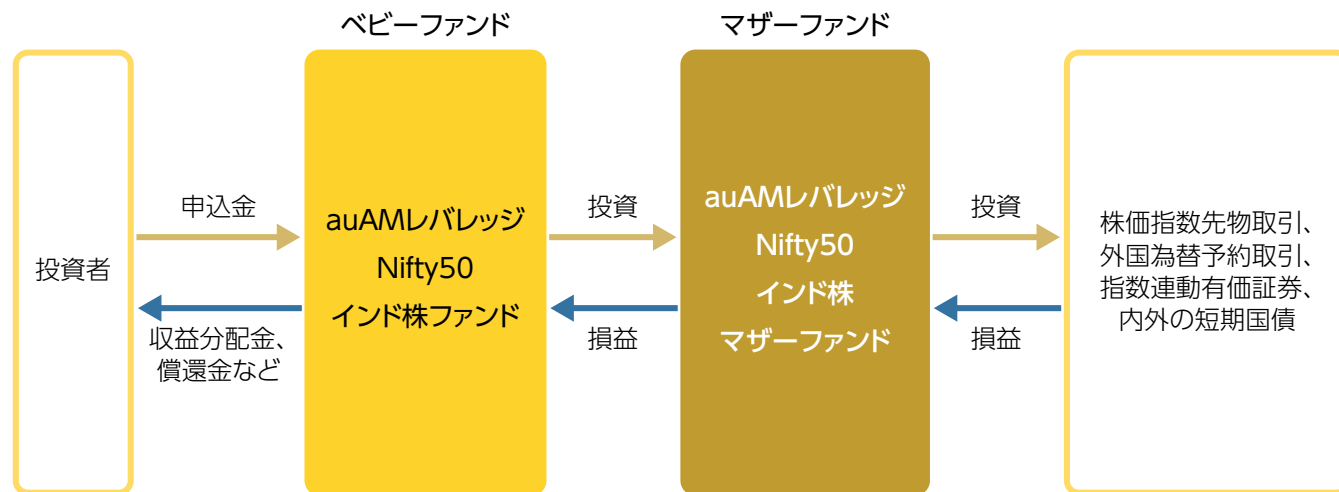 ベビーファンド
マザーファンド
投資者
申込金
収益分配金、
償還金など
auAMレバレッジ
Nifty50
インド株ファンド
投資
損益
auAMレバレッジ
Nifty50
インド株
マザーファンド
投資
損益
株価指数先物取引、
外国為替予約取引、
指数連動有価証券、
内外の短期国債